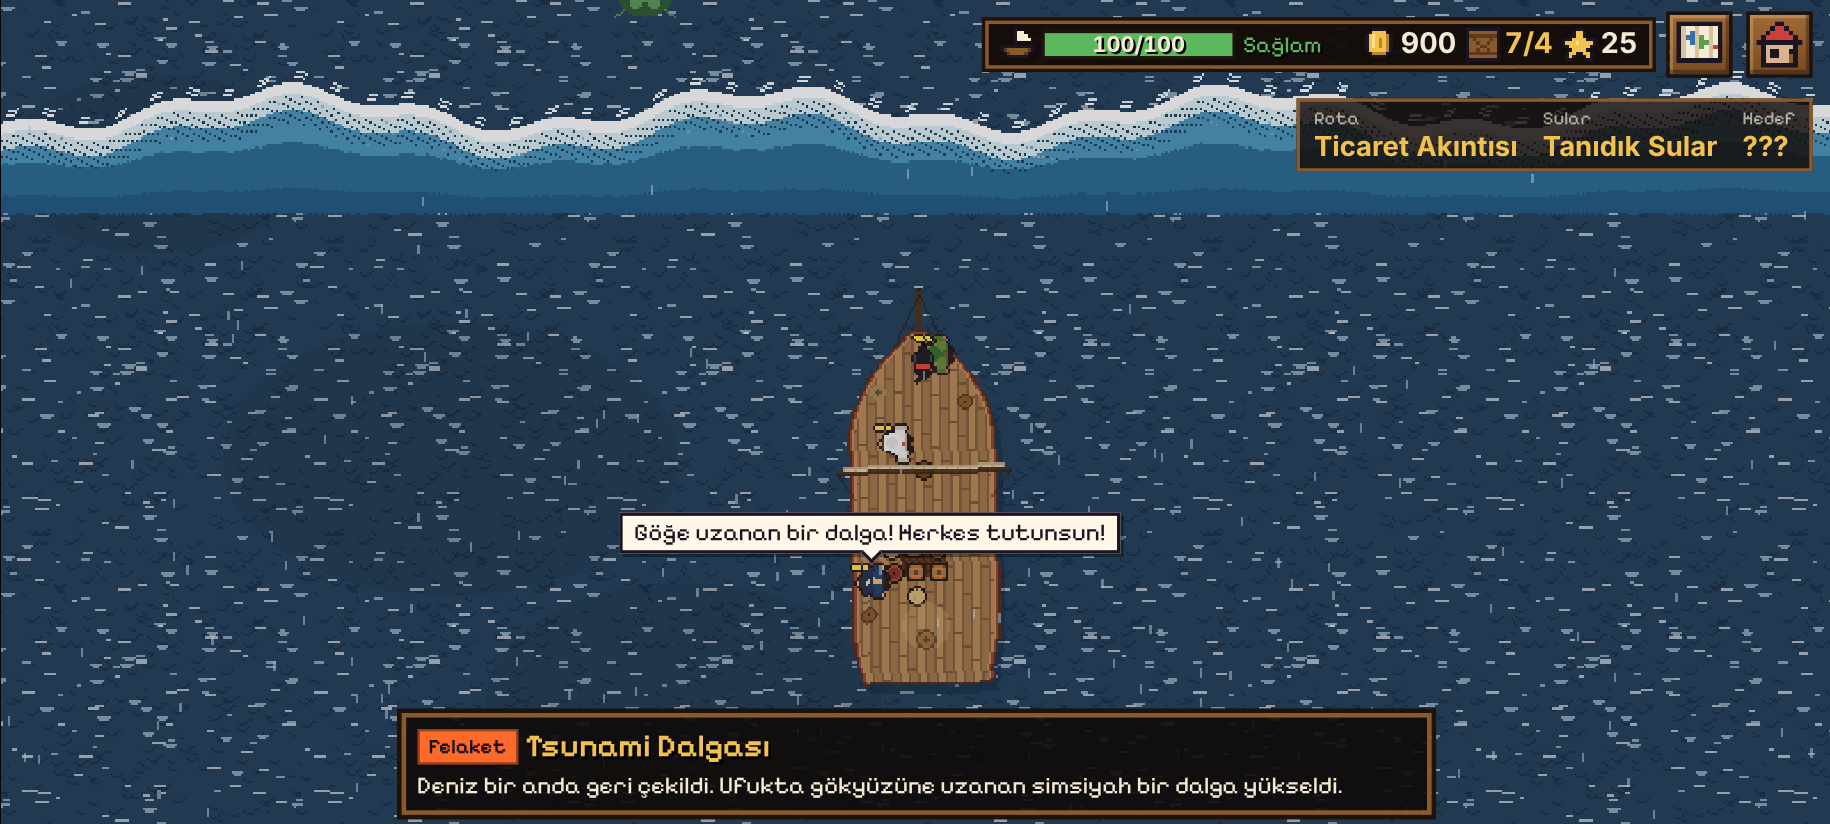 100/100 Sağlam 900 7/4 25
Rota Sular Hedef
Ticaret Akıntısı Tanıdık Sular ???
Göğe uzanan bir dalga! Herkes tutunsun!
Felaket Tsunami Dalgası
Deniz bir anda geri çekildi. Ufukta gökyüzüne uzanan simsiyah bir dalga yükseldi.